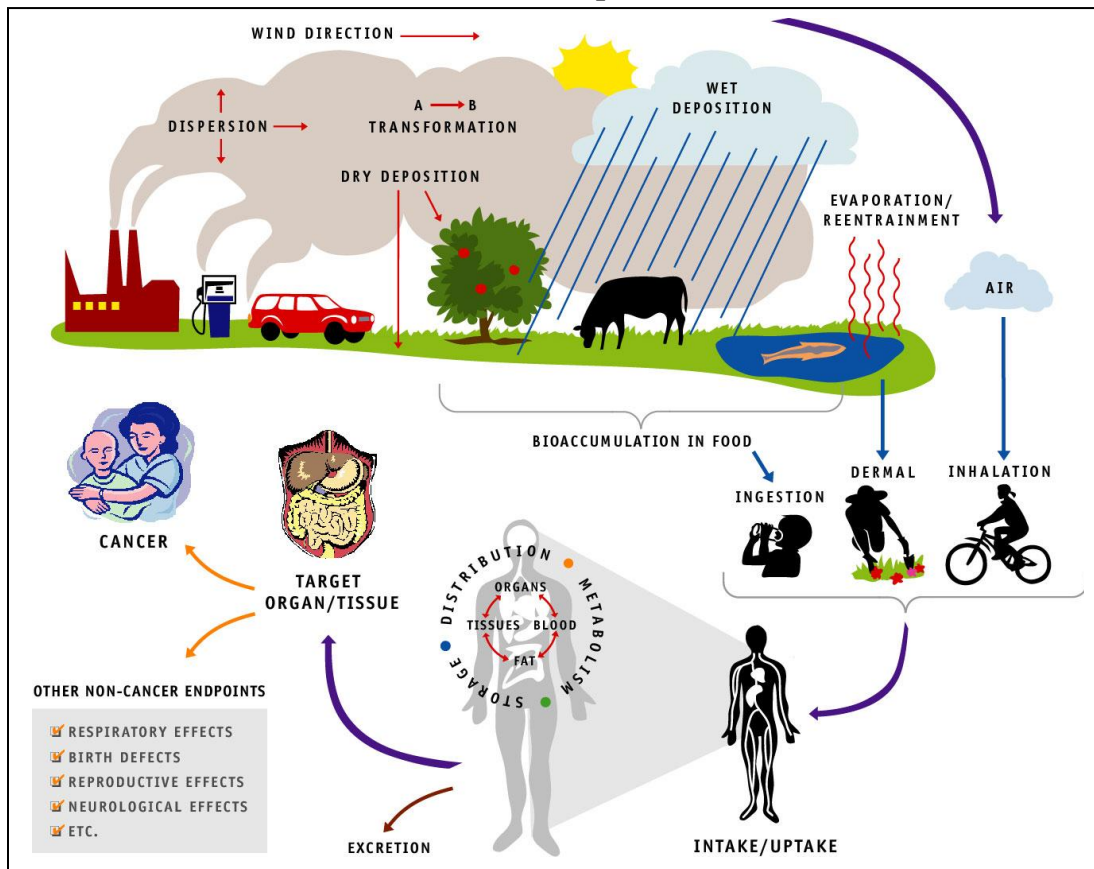 WIND DIRECTION
WET
DEPOSITION
A B
TRANSFORMATION
DISPERSION
DRY DEPOSITION
EVAPORATION/
REENTRAINMENT
AIR
BIOACCUMULATION IN FOOD
INGESTION
DERMAL
INHALATION
CANCER
TARGET
ORGAN/TISSUE
DISTRIBUTION
METABOLISM
STORAGE
ORGANS
TISSUES BLOOD
FAT
OTHER NON-CANCER ENDPOINTS
RESPIRATORY EFFECTS
BIRTH DEFECTS
REPRODUCTIVE EFFECTS
NEUROLOGICAL EFFECTS
ETC.
EXCRETION
INTAKE/UPTAKE